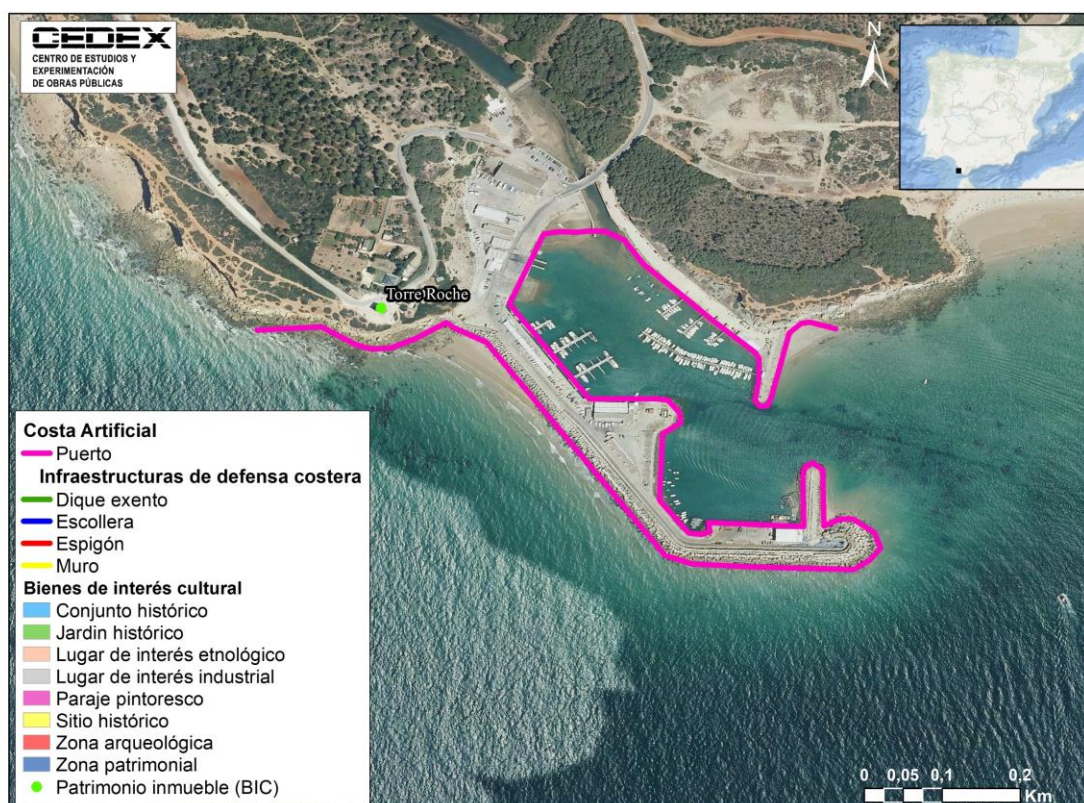 CEDEX
CENTRO DE ESTUDIOS Y
EXPERIMENTACIÓN
DE OBRAS PÚBLICAS
N
Torre Roche
Costa Artificial
Puerto
Infraestructuras de defensa costera
Dique exento
Escollera
Espigón
Muro
Bienes de interés cultural
Conjunto histórico
Jardin histórico
Lugar de interés etnológico
Lugar de interés industrial
Paraje pintoresco
Sitio histórico
Zona arqueológica
Zona patrimonial
Patrimonio inmueble (BIC)
0 0,05 0,1 0,2
Km